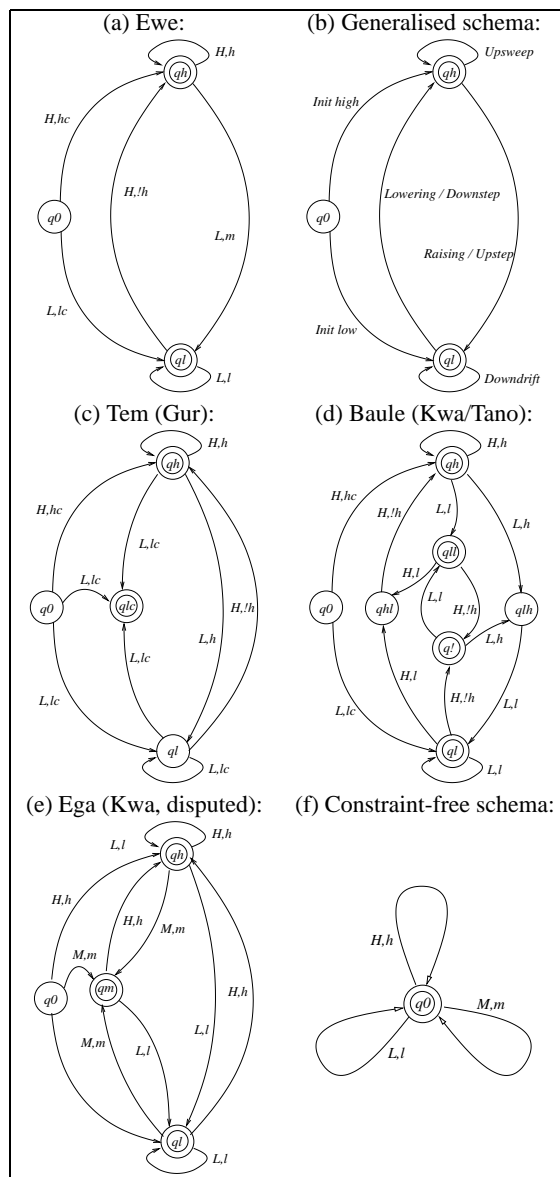 (a) Ewe:
H,h
qh
H,hc
H,!h
q0
L,m
L,lc
ql
L,l
(b) Generalised schema:
Upsweep
qh
Init high
Lowering / Downstep
q0
Raising / Upstep
Init low
ql
Downdrift
(c) Tem (Gur):
H,h
qh
H,hc
L,lc
L,lc
q0
qlc
H,!h
L,h
L,lc
L,lc
ql
L,lc
(d) Baule (Kwa/Tano):
H,h
qh
H,hc
H,!h
L,l
L,h
qll
H,l
q0
qhl
L,l
H,!h
qlh
q!
L,h
H,l
L,lc
H,!h
L,l
ql
L,l
(e) Ega (Kwa, disputed):
L,l
H,h
qh
H,h
H,h
M,m
M,m
q0
qm
H,h
M,m
L,l
L,l
ql
L,l
(f) Constraint-free schema:
H,h
q0
M,m
L,l